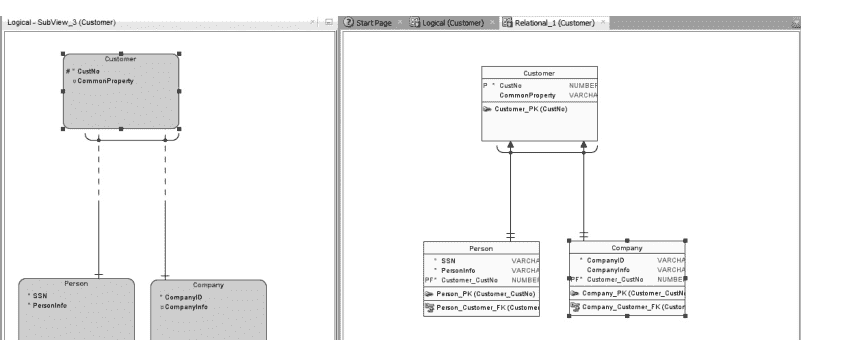 Logical - SubView_3 (Customer)
Customer
# * CustNo
o CommonProperty
Person
* SSN
* PersonInfo
Company
* CompanyID
o CompanyInfo
Start Page
Logical (Customer)
Relational_1 (Customer)
Customer
P * CustNo NUMBER
CommonProperty VARCHA
Customer_PK (CustNo)
Person
* SSN VARCHA
* PersonInfo VARCHA
PF* Customer_CustNo NUMBER
Person_PK (Customer_CustNo)
Person_Customer_FK (Customer
Company
* CompanyID VARCHA
CompanyInfo VARCHA
PF* Customer_CustNo NUMBER
Company_PK (Customer_CustN
Company_Customer_FK (Custor